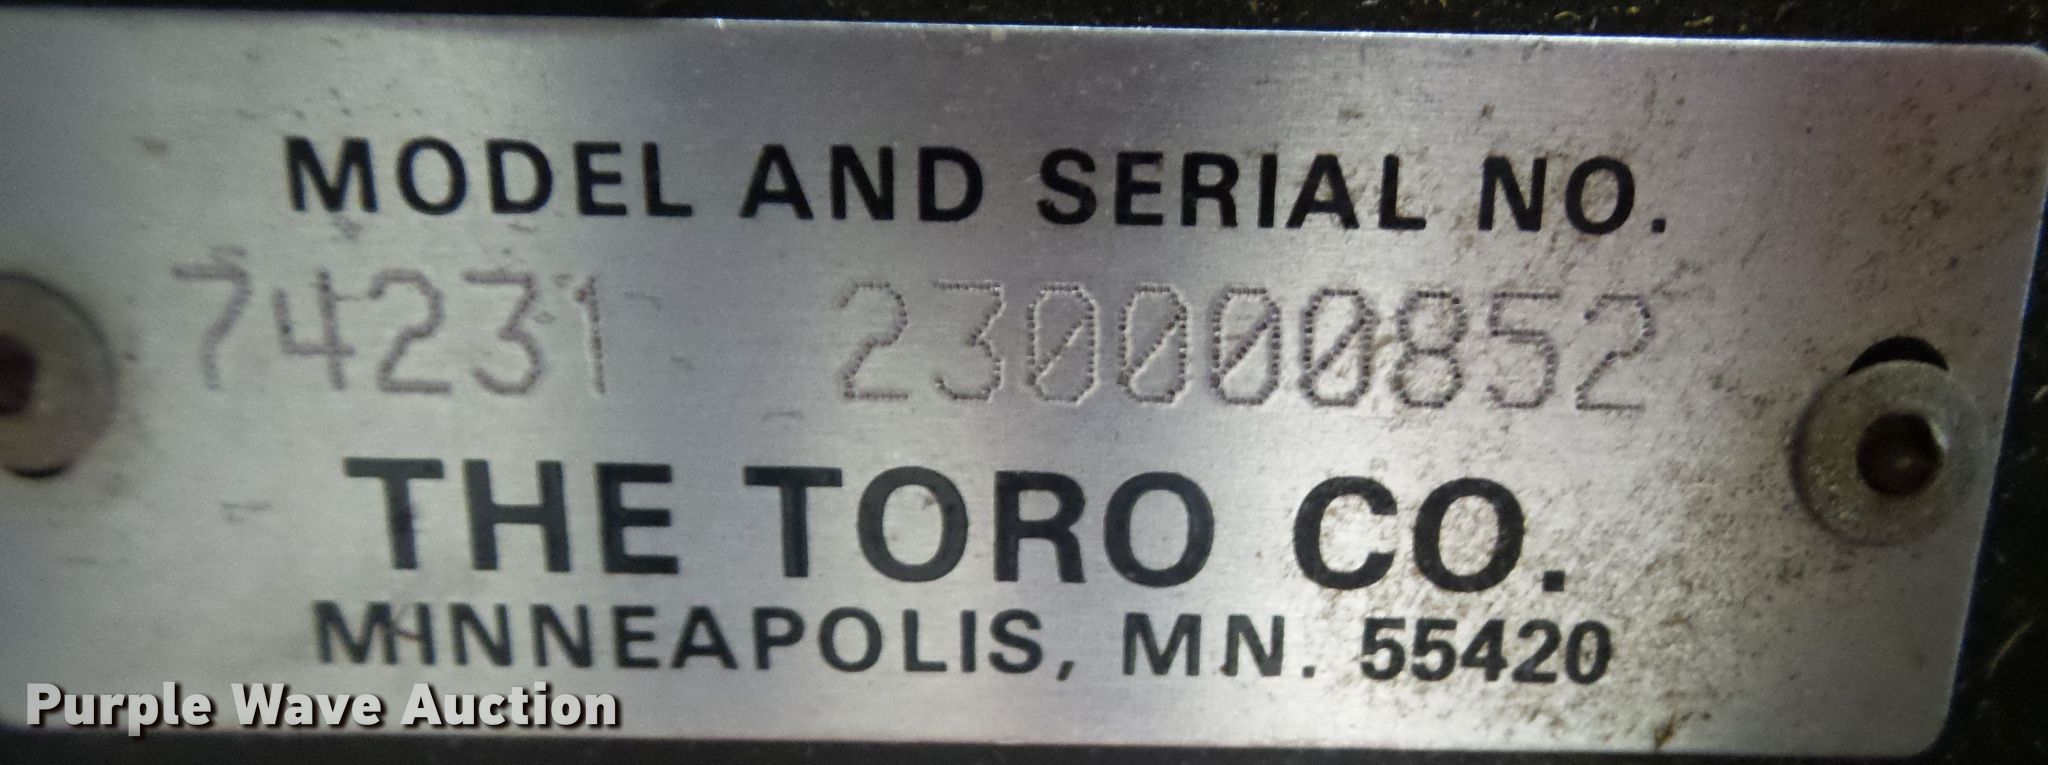 MODEL AND SERIAL NO.
74231 230000852
THE TORO CO.
MINNEAPOLIS, MN. 55420
Purple Wave Auction